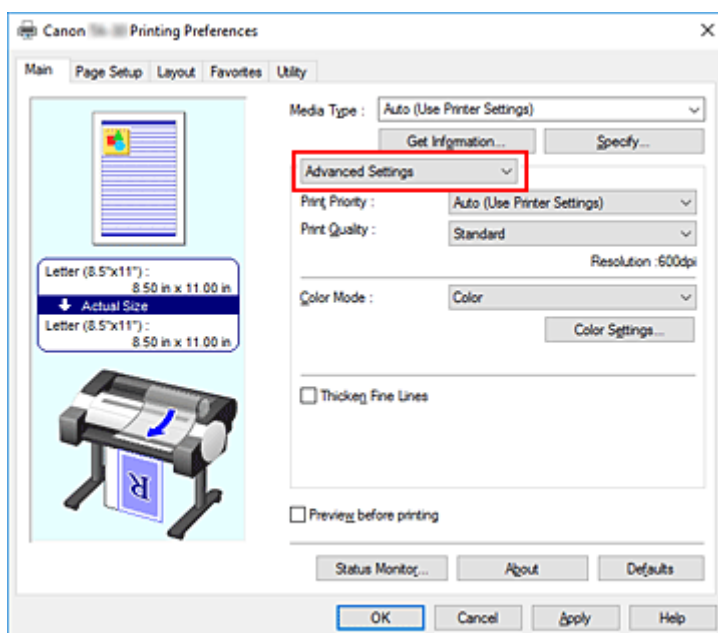 Canon Printing Preferences
Main Page Setup Layout Favorites Utility
Media Type : Auto (Use Printer Settings)
Get Information... Specify...
Advanced Settings
Print Priority : Auto (Use Printer Settings)
Print Quality : Standard
Resolution :600dpi
Letter (8.5"x11") :
8.50 in x 11.00 in
Actual Size
Letter (8.5"x11") :
8.50 in x 11.00 in
Color Mode : Color
Color Settings...
Thicken Fine Lines
R
Preview before printing
Status Monitor... About Defaults
OK Cancel Apply Help